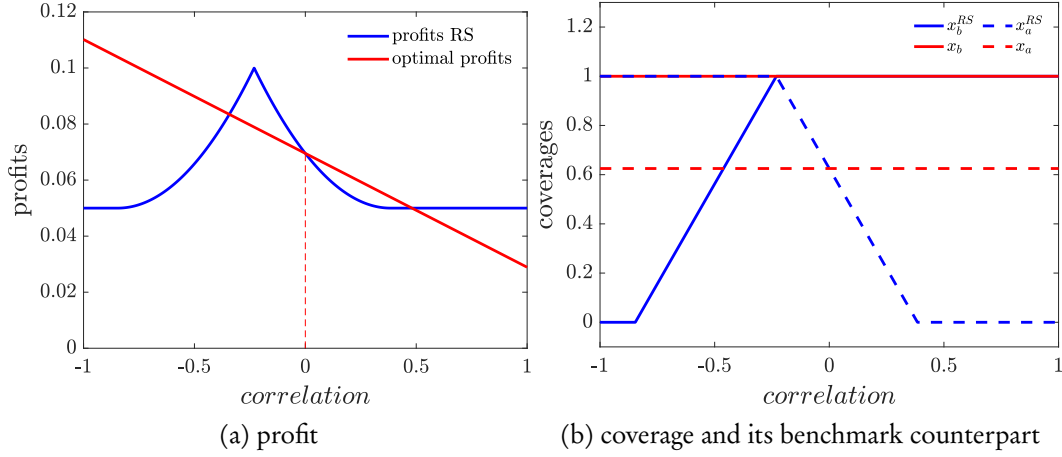 0.12
0.1
0.08
0.06
0.04
0.02
0
profits
profits RS
optimal profits
-1 -0.5 0 0.5 1
correlation
(a) profit
1.2
1
0.8
0.6
0.4
0.2
0
coverages
x_b^{RS} x_a^{RS}
x_b x_a
-1 -0.5 0 0.5 1
correlation
(b) coverage and its benchmark counterpart